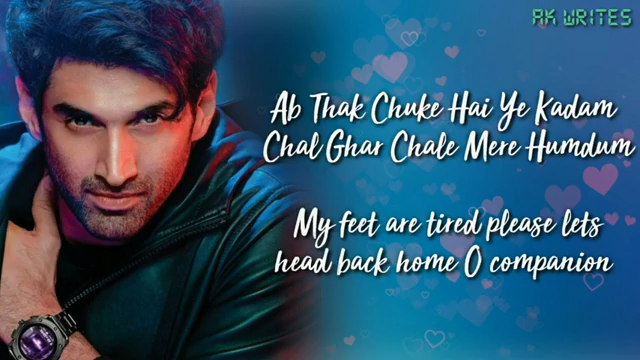 AK WRITES
Ab Thak Chuke Hai Ye Kadam
Chal Ghar Chale Mere Humdum
My feet are tired please lets
head back home O companion